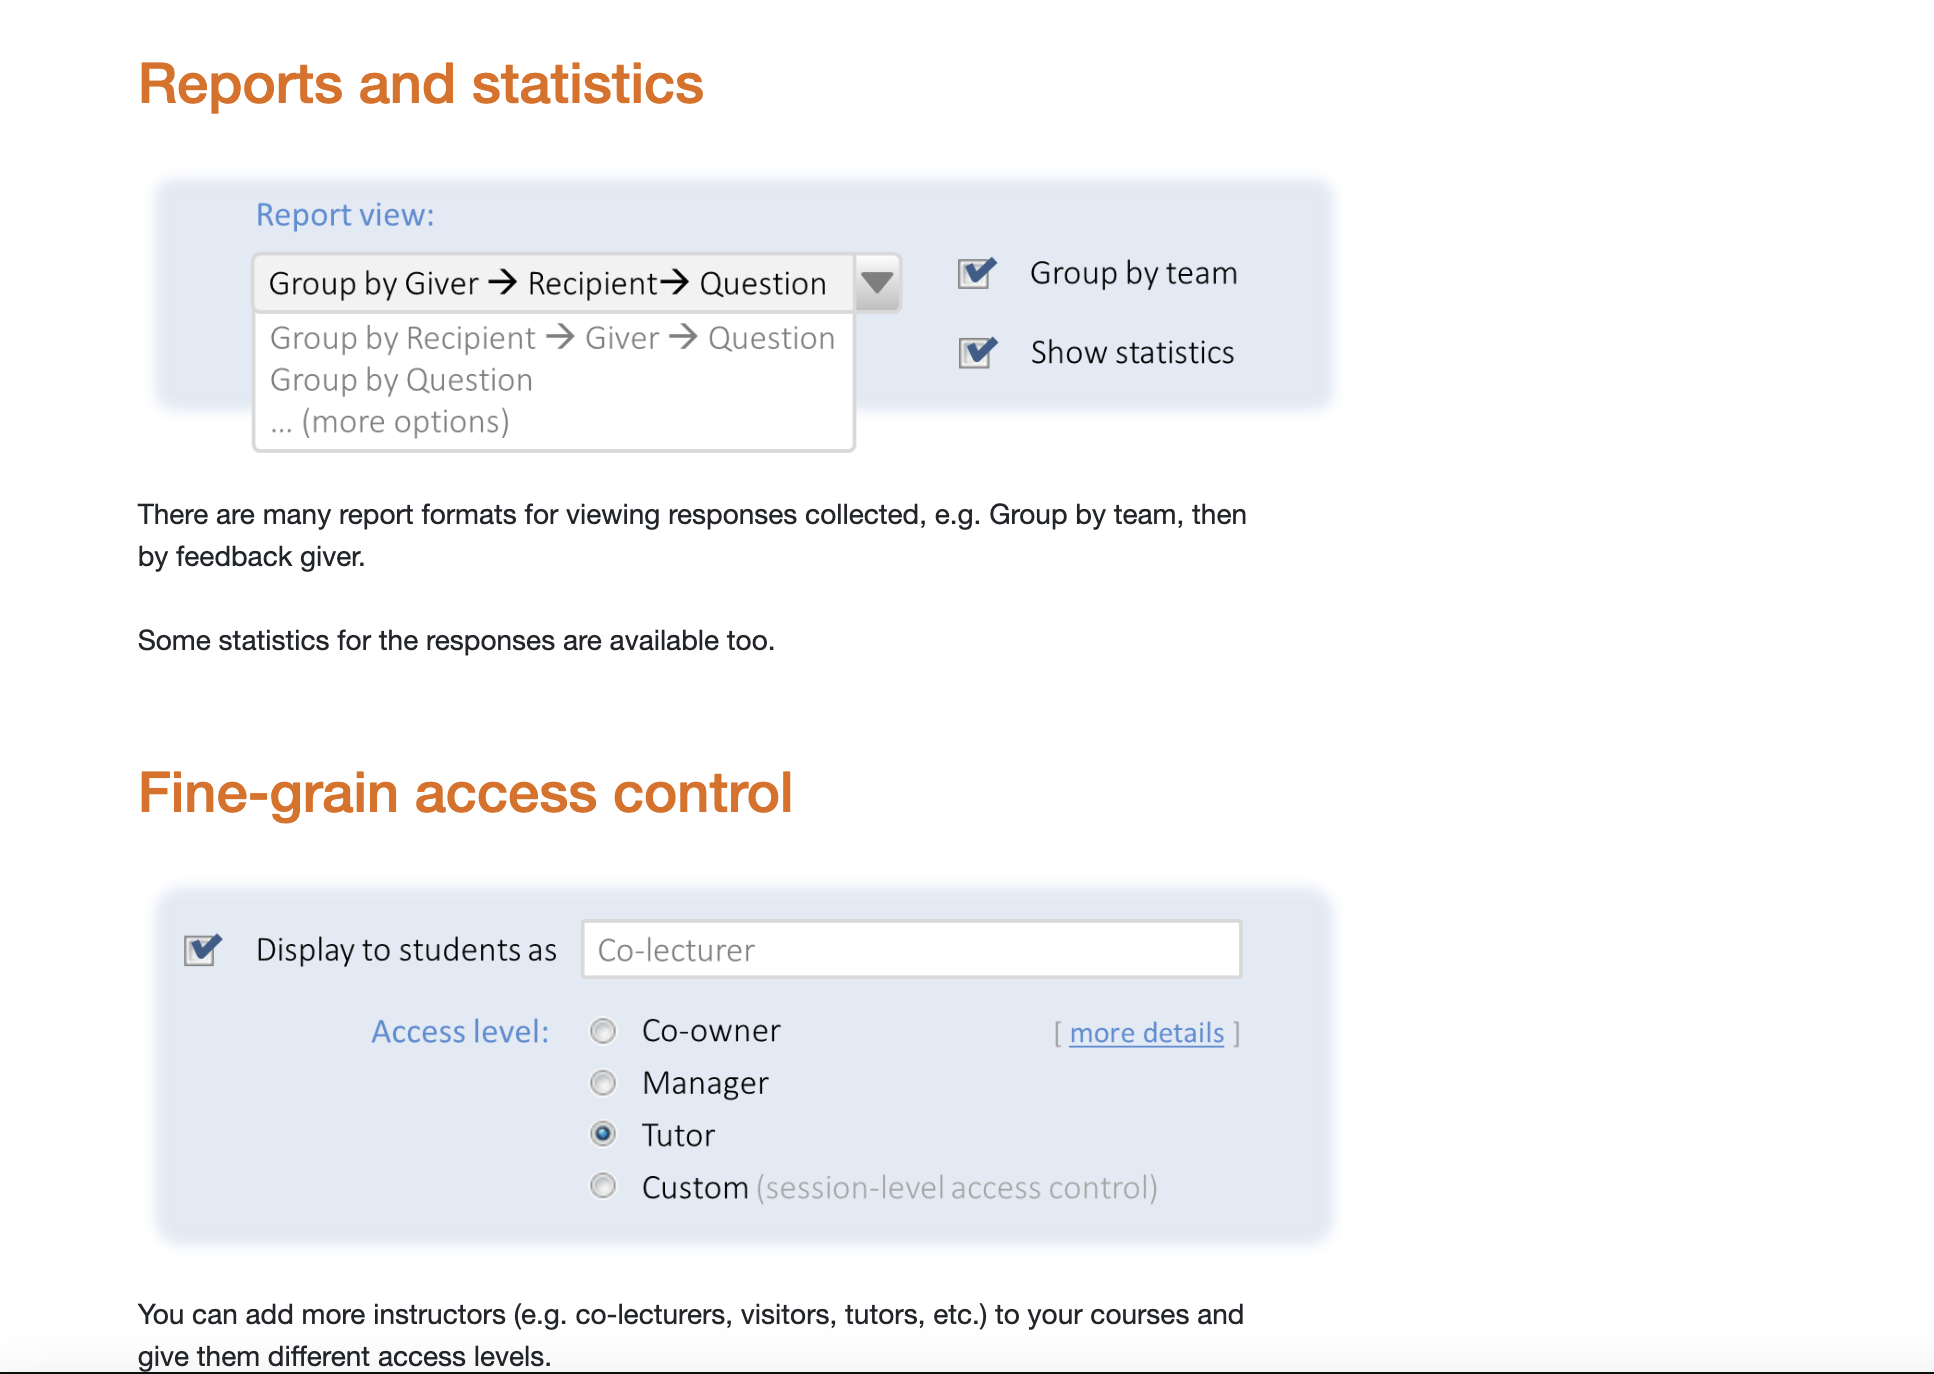 Reports and statistics
Report view:
Group by Giver → Recipient→ Question
Group by Recipient → Giver → Question
Group by Question
... (more options)
Group by team
Show statistics
There are many report formats for viewing responses collected, e.g. Group by team, then
by feedback giver.
Some statistics for the responses are available too.
Fine-grain access control
Display to students as Co-lecturer
Access level:
Co-owner
[ more details ]
Manager
Tutor
Custom (session-level access control)
You can add more instructors (e.g. co-lecturers, visitors, tutors, etc.) to your courses and
give them different access levels.